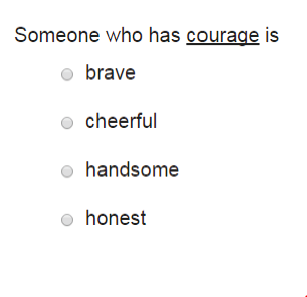 Someone who has courage is
brave
cheerful
handsome
honest